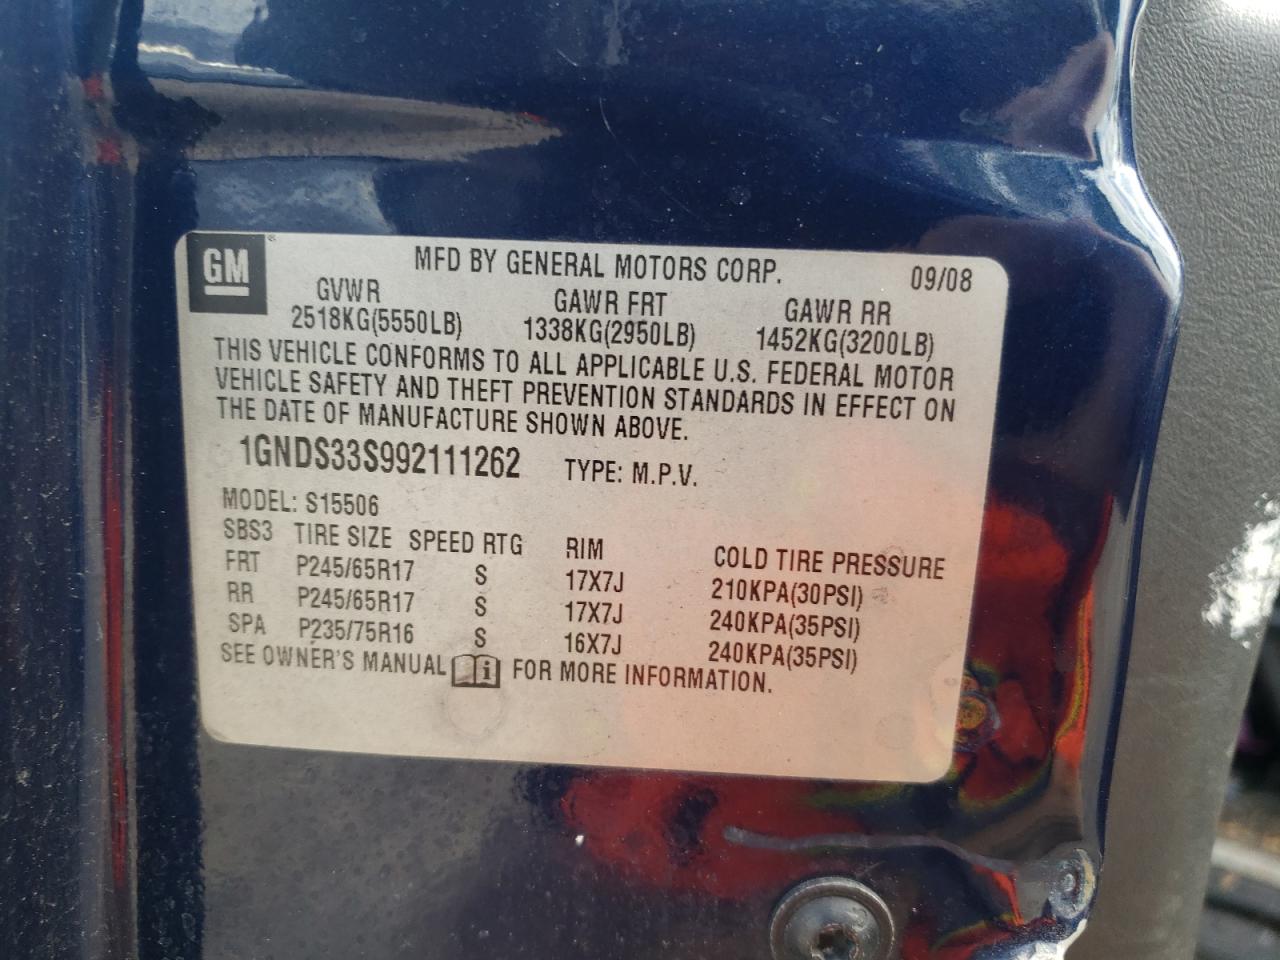 GM ® MFD BY GENERAL MOTORS CORP. 09/08
GVWR GAWR FRT GAWR RR
2518KG(5550LB) 1338KG(2950LB) 1452KG(3200LB)
THIS VEHICLE CONFORMS TO ALL APPLICABLE U.S. FEDERAL MOTOR
VEHICLE SAFETY AND THEFT PREVENTION STANDARDS IN EFFECT ON
THE DATE OF MANUFACTURE SHOWN ABOVE.
1GNDS33S992111262 TYPE: M.P.V.
MODEL: S15506
SBS3 TIRE SIZE SPEED RTG RIM COLD TIRE PRESSURE
FRT P245/65R17 S 17X7J 210KPA(30PSI)
RR P245/65R17 S 17X7J 240KPA(35PSI)
SPA P235/75R16 S 16X7J 240KPA(35PSI)
SEE OWNER'S MANUAL i FOR MORE INFORMATION.